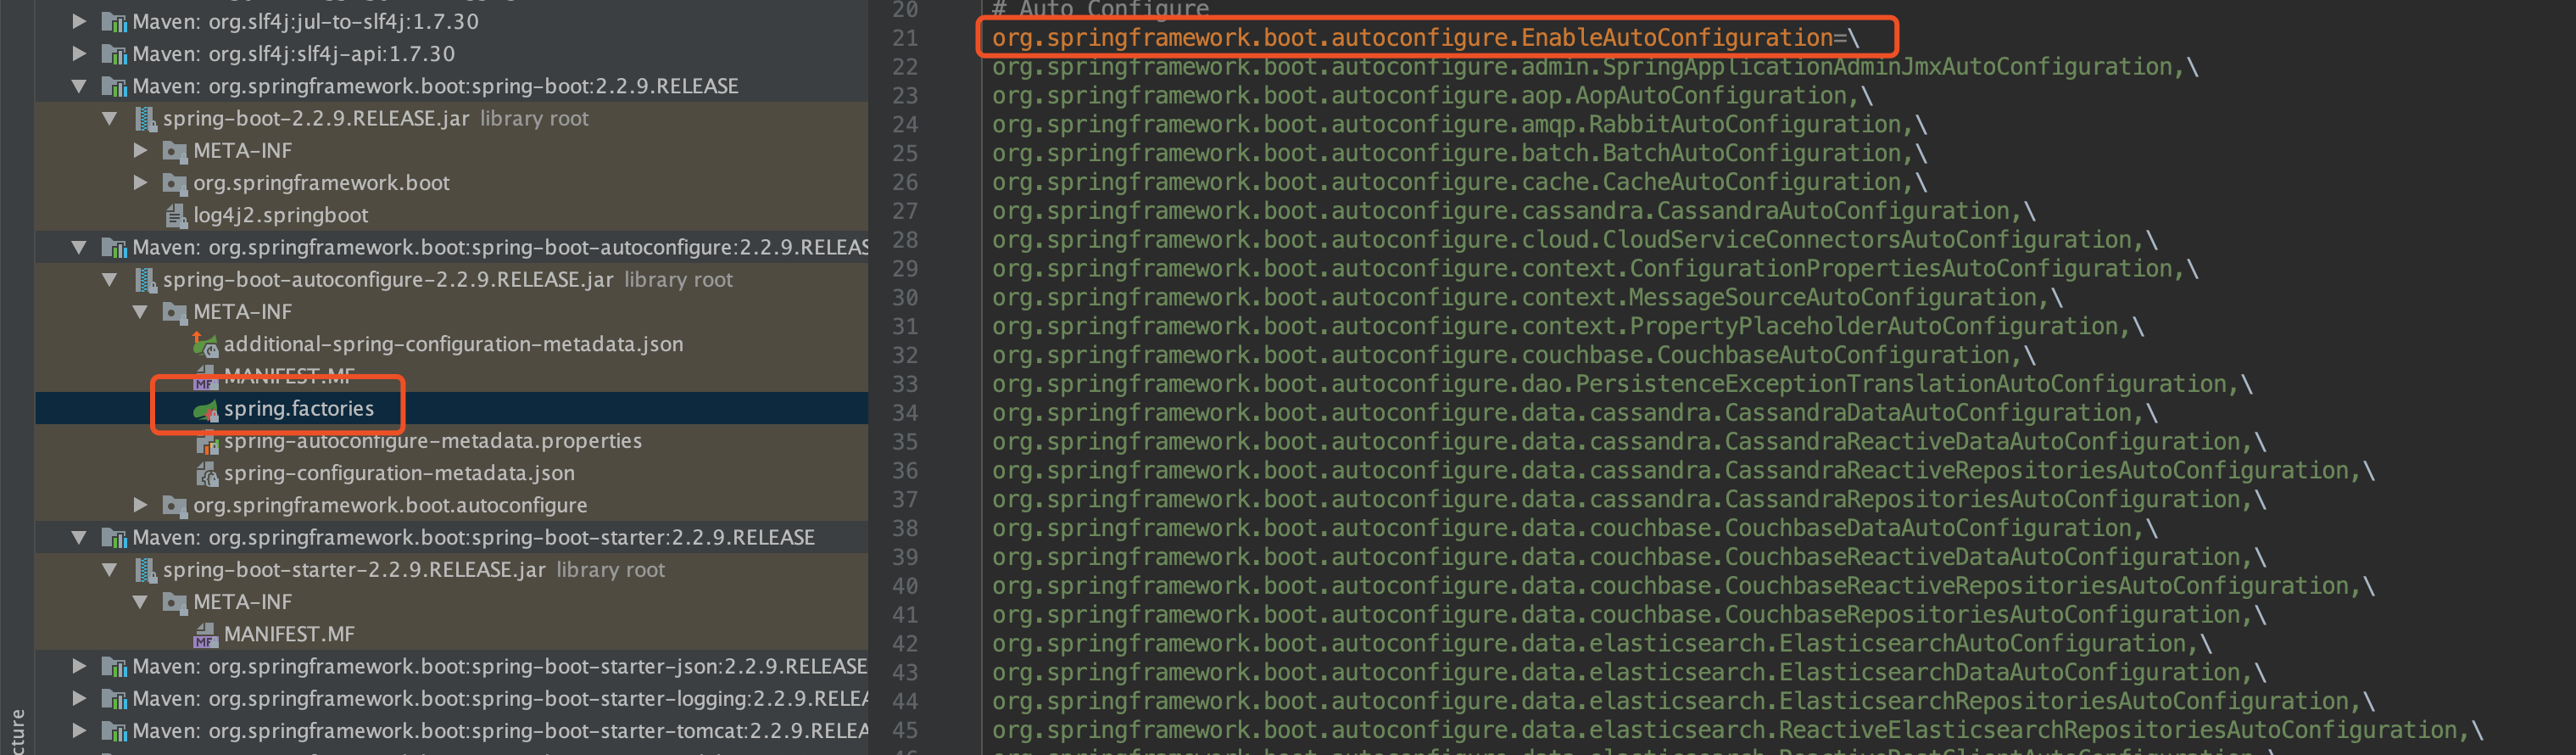 Maven: org.slf4j:jul-to-slf4j:1.7.30
Maven: org.slf4j:slf4j-api:1.7.30
Maven: org.springframework.boot:spring-boot:2.2.9.RELEASE
spring-boot-2.2.9.RELEASE.jar library root
META-INF
org.springframework.boot
log4j2.springboot
Maven: org.springframework.boot:spring-boot-autoconfigure:2.2.9.RELEAS
spring-boot-autoconfigure-2.2.9.RELEASE.jar library root
META-INF
additional-spring-configuration-metadata.json
MANIFEST.MF
spring.factories
spring-autoconfigure-metadata.properties
spring-configuration-metadata.json
org.springframework.boot.autoconfigure
Maven: org.springframework.boot:spring-boot-starter:2.2.9.RELEASE
spring-boot-starter-2.2.9.RELEASE.jar library root
META-INF
MANIFEST.MF
Maven: org.springframework.boot:spring-boot-starter-json:2.2.9.RELEASE
Maven: org.springframework.boot:spring-boot-starter-logging:2.2.9.RELEA
Maven: org.springframework.boot:spring-boot-starter-tomcat:2.2.9.RELEA
cture
20 # Auto Configure
21 org.springframework.boot.autoconfigure.EnableAutoConfiguration=\
22 org.springframework.boot.autoconfigure.admin.SpringApplicationAdminJmxAutoConfiguration,\
23 org.springframework.boot.autoconfigure.aop.AopAutoConfiguration,\
24 org.springframework.boot.autoconfigure.amqp.RabbitAutoConfiguration,\
25 org.springframework.boot.autoconfigure.batch.BatchAutoConfiguration,\
26 org.springframework.boot.autoconfigure.cache.CacheAutoConfiguration,\
27 org.springframework.boot.autoconfigure.cassandra.CassandraAutoConfiguration,\
28 org.springframework.boot.autoconfigure.cloud.CloudServiceConnectorsAutoConfiguration,\
29 org.springframework.boot.autoconfigure.context.ConfigurationPropertiesAutoConfiguration,\
30 org.springframework.boot.autoconfigure.context.MessageSourceAutoConfiguration,\
31 org.springframework.boot.autoconfigure.context.PropertyPlaceholderAutoConfiguration,\
32 org.springframework.boot.autoconfigure.couchbase.CouchbaseAutoConfiguration,\
33 org.springframework.boot.autoconfigure.dao.PersistenceExceptionTranslationAutoConfiguration,\
34 org.springframework.boot.autoconfigure.data.cassandra.CassandraDataAutoConfiguration,\
35 org.springframework.boot.autoconfigure.data.cassandra.CassandraReactiveDataAutoConfiguration,\
36 org.springframework.boot.autoconfigure.data.cassandra.CassandraReactiveRepositoriesAutoConfiguration,\
37 org.springframework.boot.autoconfigure.data.cassandra.CassandraRepositoriesAutoConfiguration,\
38 org.springframework.boot.autoconfigure.data.couchbase.CouchbaseDataAutoConfiguration,\
39 org.springframework.boot.autoconfigure.data.couchbase.CouchbaseReactiveDataAutoConfiguration,\
40 org.springframework.boot.autoconfigure.data.couchbase.CouchbaseReactiveRepositoriesAutoConfiguration,\
41 org.springframework.boot.autoconfigure.data.couchbase.CouchbaseRepositoriesAutoConfiguration,\
42 org.springframework.boot.autoconfigure.data.elasticsearch.ElasticsearchAutoConfiguration,\
43 org.springframework.boot.autoconfigure.data.elasticsearch.ElasticsearchDataAutoConfiguration,\
44 org.springframework.boot.autoconfigure.data.elasticsearch.ElasticsearchRepositoriesAutoConfiguration,\
45 org.springframework.boot.autoconfigure.data.elasticsearch.ReactiveElasticsearchRepositoriesAutoConfiguration,\